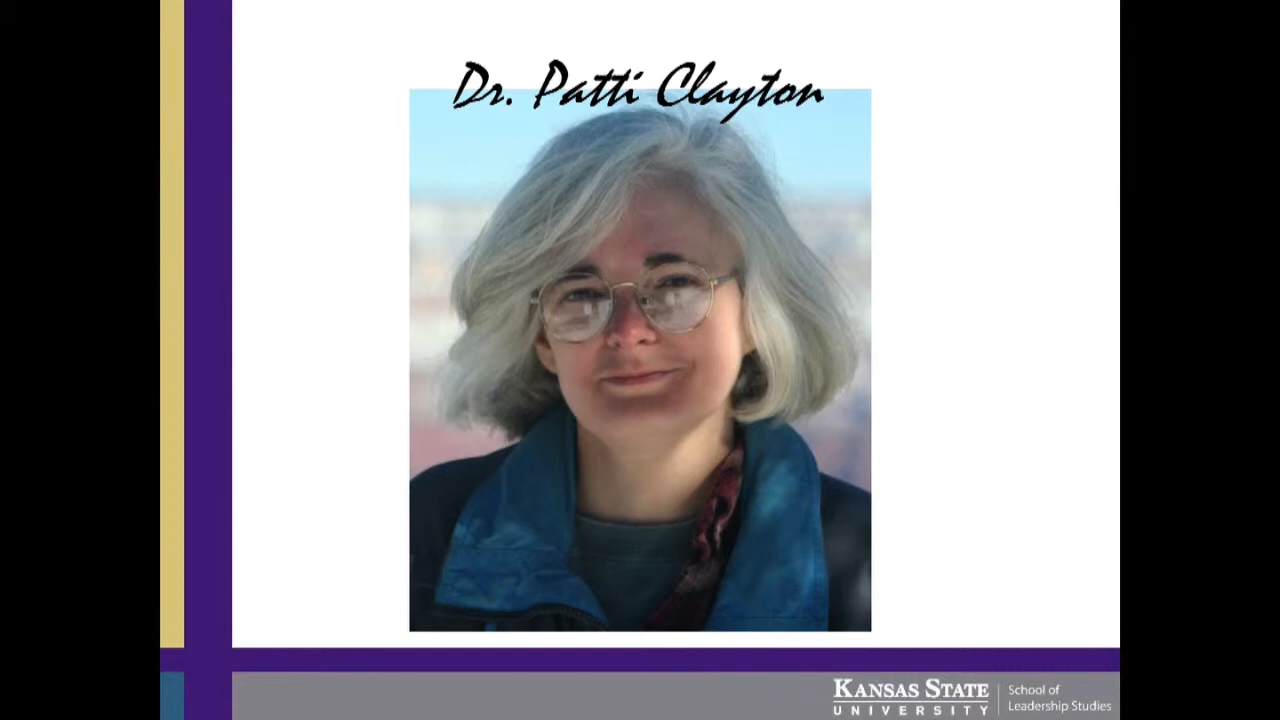 Dr. Patti Clayton
KANSAS STATE
UNIVERSITY
School of
Leadership Studies